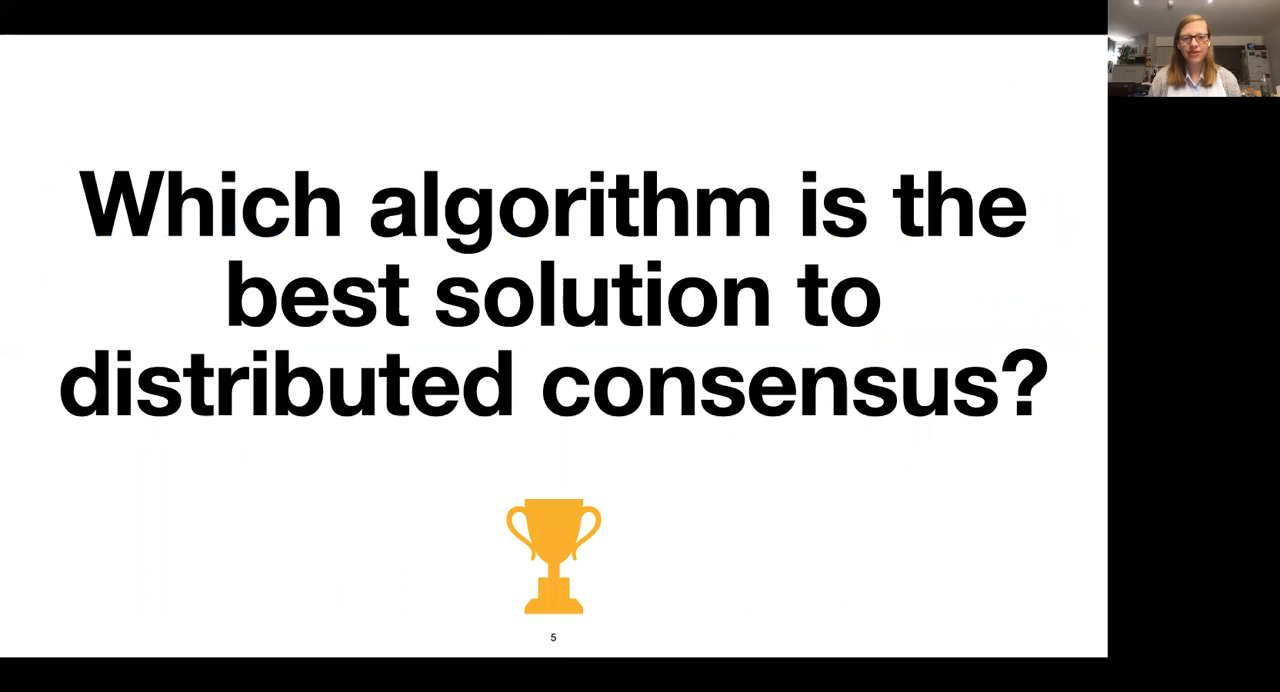 Which algorithm is the
best solution to
distributed consensus?
5